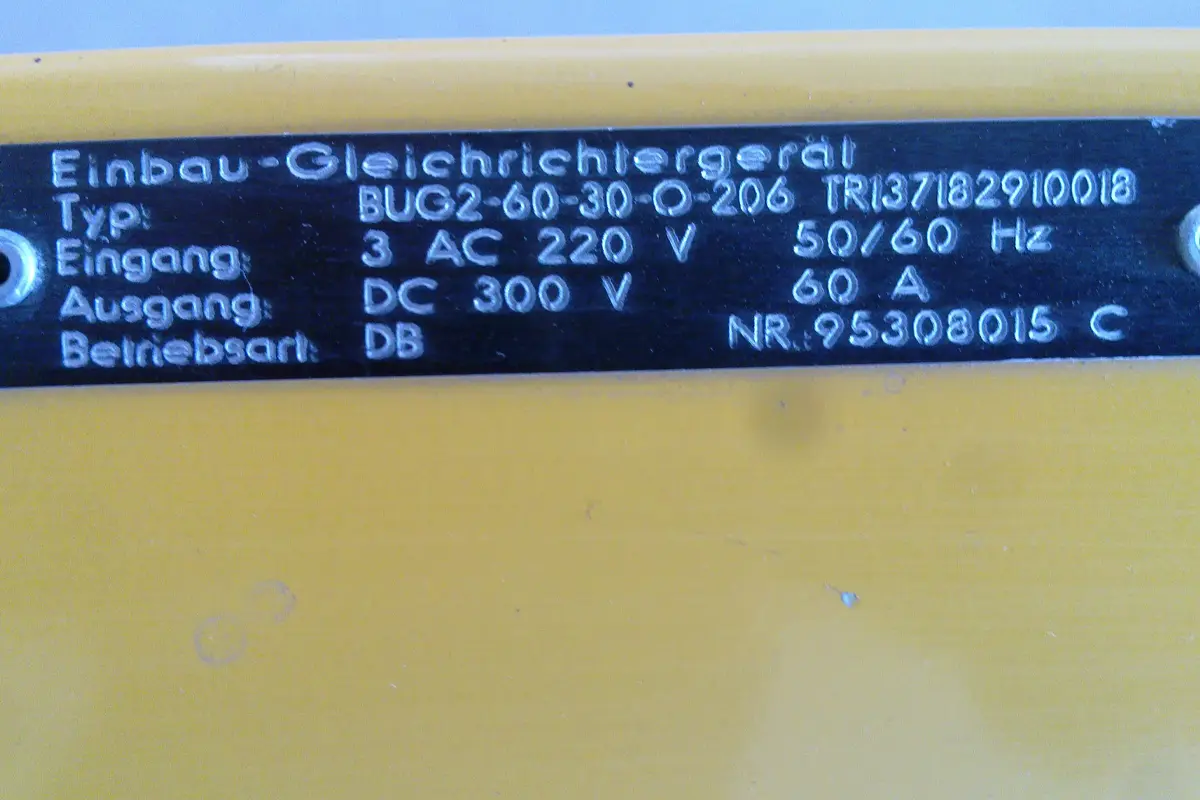 Einbau-Gleichrichtergerät
Typ: BUG2-60-30-O-206 TR137182910018
Eingang: 3 AC 220 V 50/60 Hz
Ausgang: DC 300 V 60 A
Betriebsart: DB NR.:95308015 C